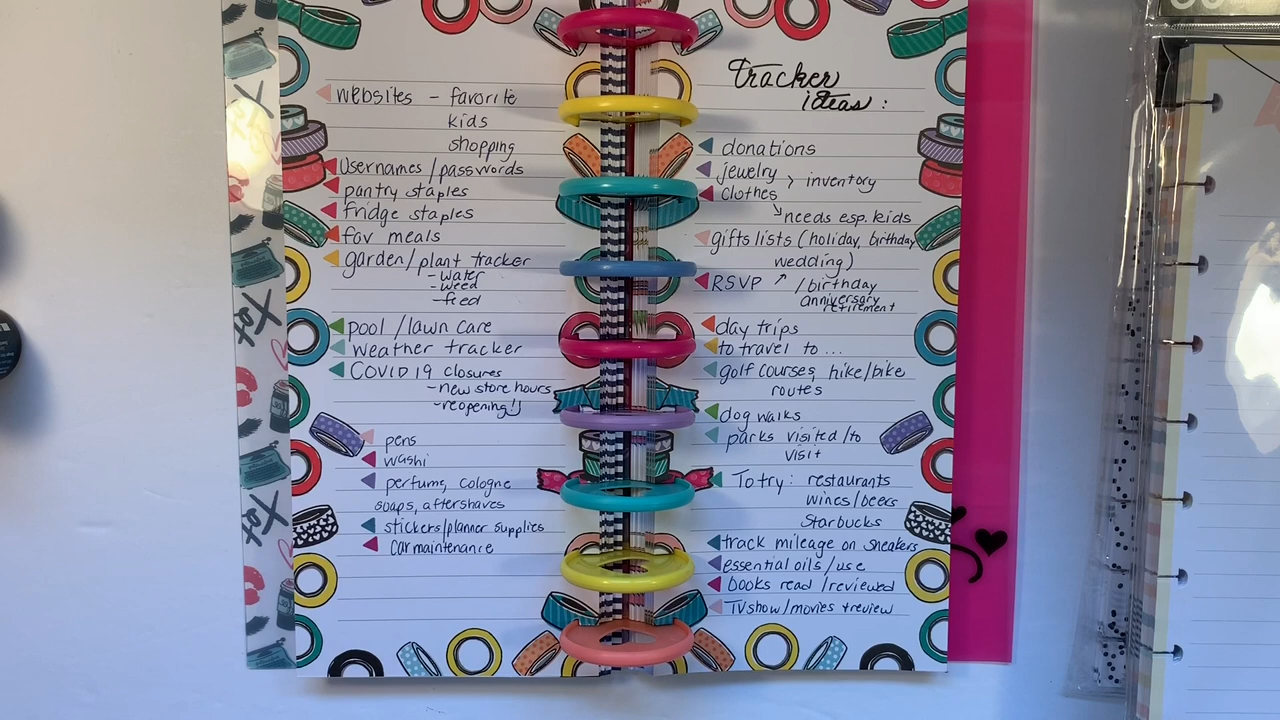 websites - favorite
kids
shopping
usernames/passwords
pantry staples
fridge staples
fav meals
garden/plant tracker
- water
- weed
- feed
pool/lawn care
weather tracker
COVID 19 closures
- new store hours
- reopening!!
pens
washi
perfume, cologne
soaps, aftershaves
stickers/planner supplies
car maintenance
Tracker
ideas:
donations
jewelry > inventory
clothes
↘ needs esp. kids
gifts lists (holiday, birthday
wedding)
RSVP ↗ /birthday
anniversary
retirement
day trips
to travel to ...
golf courses, hike/bike
routes
dog walks
parks visited/to
visit
To try: restaurants
wines/beers
Starbucks
track mileage on sneakers
essential oils/use
books read/reviewed
TV show/movies + review
xox
xox